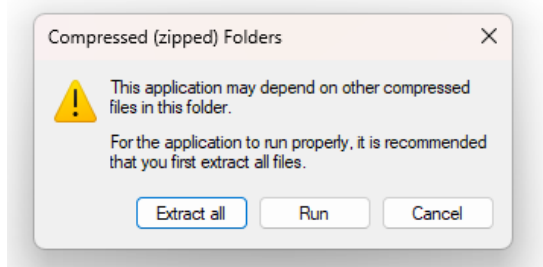 Compressed (zipped) Folders
This application may depend on other compressed
files in this folder.
For the application to run properly, it is recommended
that you first extract all files.
Extract all
Run
Cancel